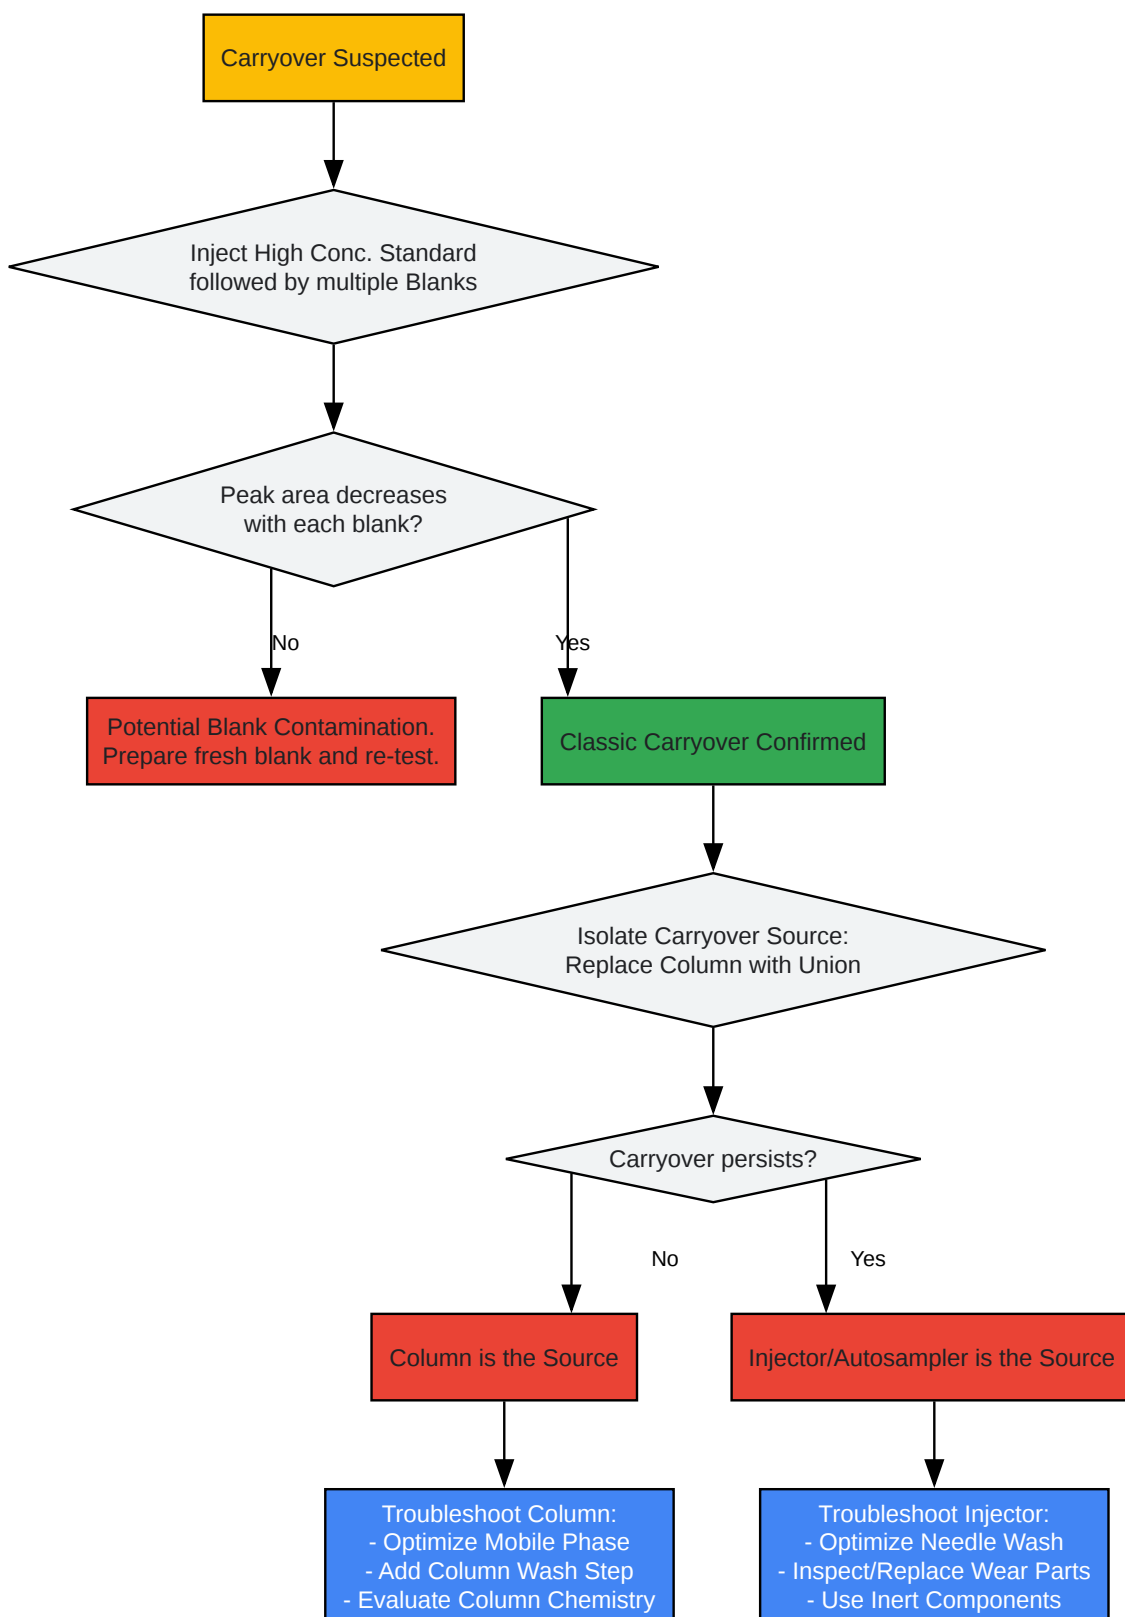 Carryover Suspected
Inject High Conc. Standard
followed by multiple Blanks
Peak area decreases
with each blank?
No
Yes
Potential Blank Contamination.
Prepare fresh blank and re-test.
Classic Carryover Confirmed
Isolate Carryover Source:
Replace Column with Union
Carryover persists?
No
Yes
Column is the Source
Injector/Autosampler is the Source
Troubleshoot Column:
- Optimize Mobile Phase
- Add Column Wash Step
- Evaluate Column Chemistry
Troubleshoot Injector:
- Optimize Needle Wash
- Inspect/Replace Wear Parts
- Use Inert Components